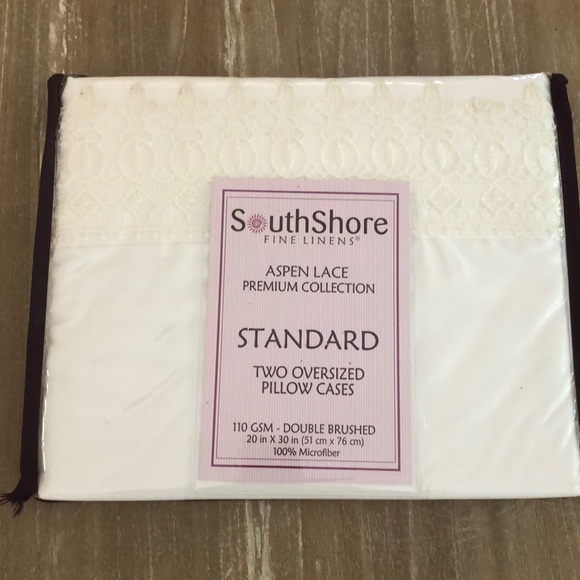 SouthShore
FINE LINENS®
ASPEN LACE
PREMIUM COLLECTION
STANDARD
TWO OVERSIZED
PILLOW CASES
110 GSM - DOUBLE BRUSHED
20 in X 30 in (51 cm x 76 cm)
100% Microfiber